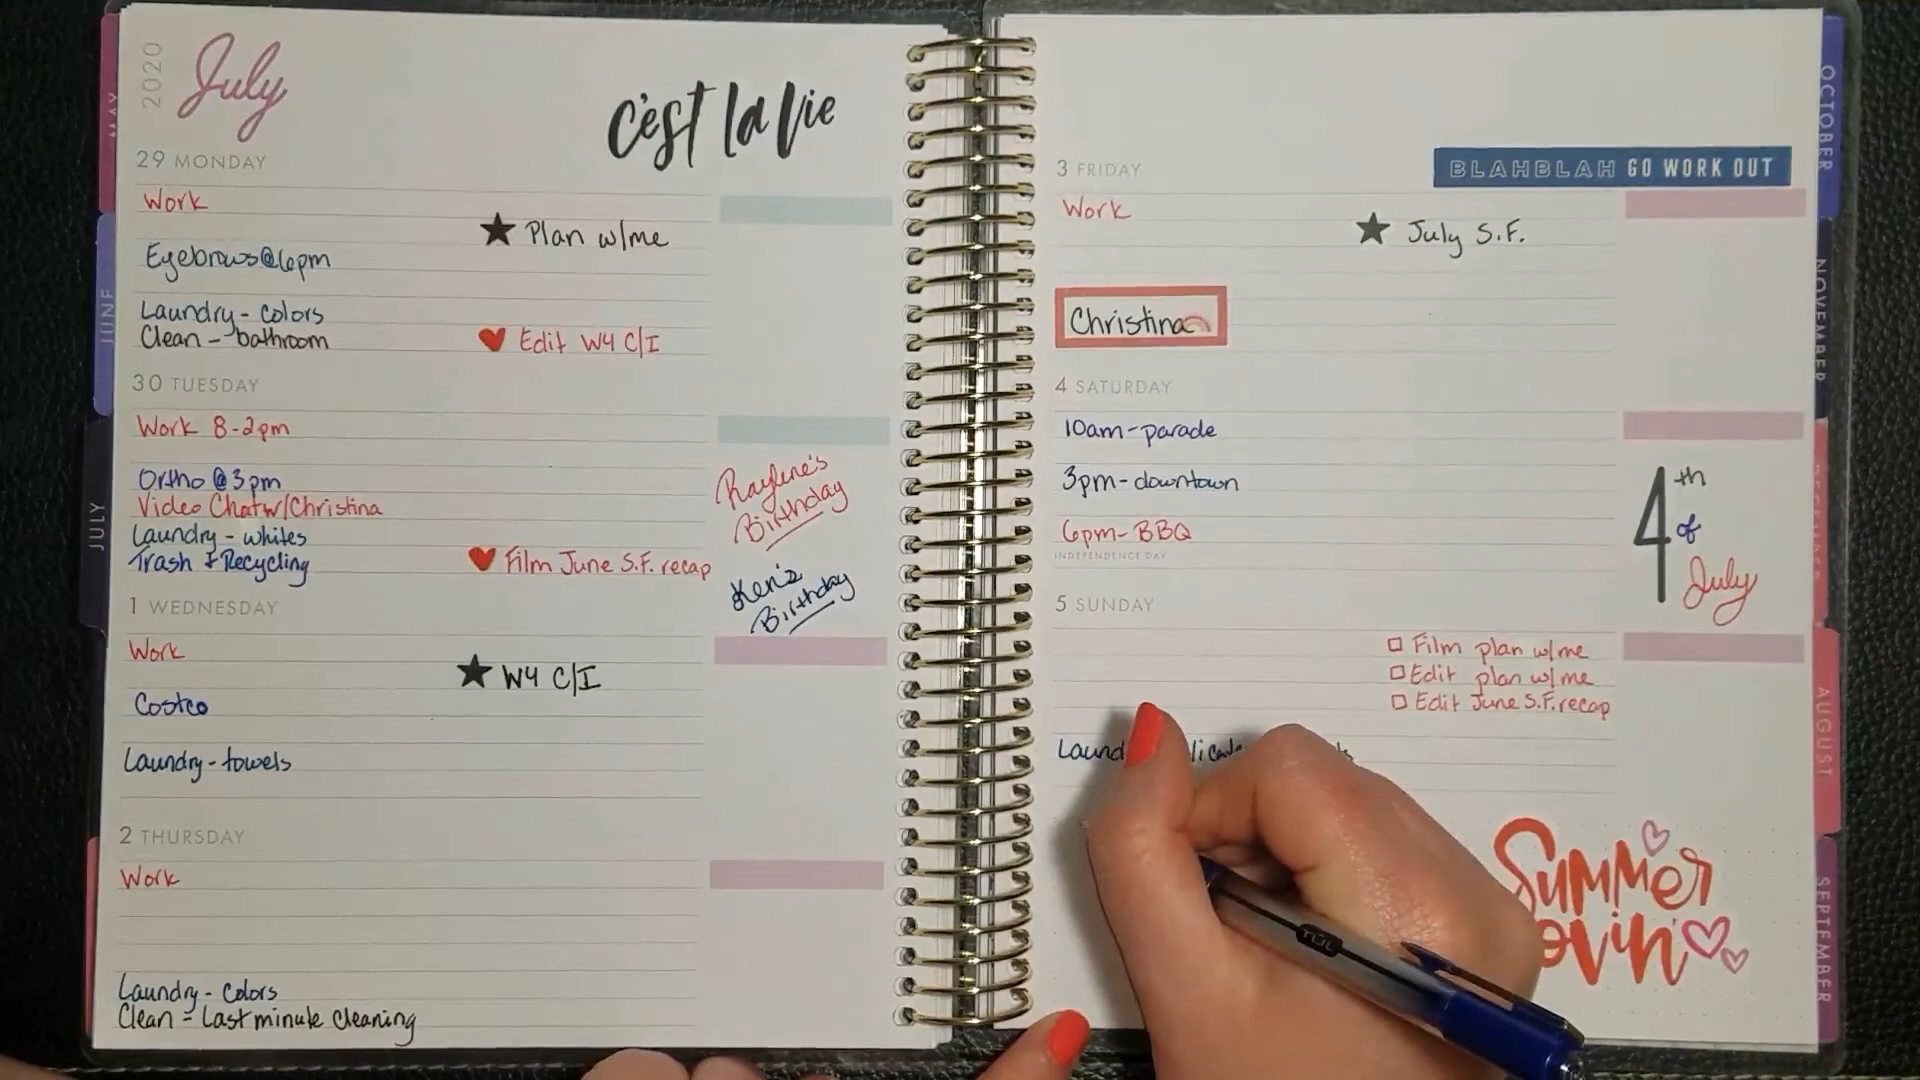 2020
July
c'est la vie
29 MONDAY
Work
★ Plan w/me
Eyebrows @ 6pm
Laundry - colors
Clean - bathroom
♥ Edit W4 C/I
30 TUESDAY
Work 8-2pm
Ortho @ 3pm
Video Chat w/Christina
Laundry - whites
Trash & Recycling
♥ Film June S.F. recap
Raylene's
Birthday
Ken's
Birthday
1 WEDNESDAY
Work
★ W4 C/I
Costco
Laundry - towels
2 THURSDAY
Work
Laundry - colors
Clean - Last minute cleaning
3 FRIDAY
BLAHBLAH GO WORK OUT
Work
★ July S.F.
Christina
4 SATURDAY
10am - parade
3pm - downtown
6pm - BBQ
INDEPENDENCE DAY
4th
of
July
5 SUNDAY
☐ Film plan w/me
☐ Edit plan w/me
☐ Edit June S.F. recap
Summer
ovin'
MAY
JUNE
JULY
OCTOBER
NOVEMBER
AUGUST
SEPTEMBER
TUL